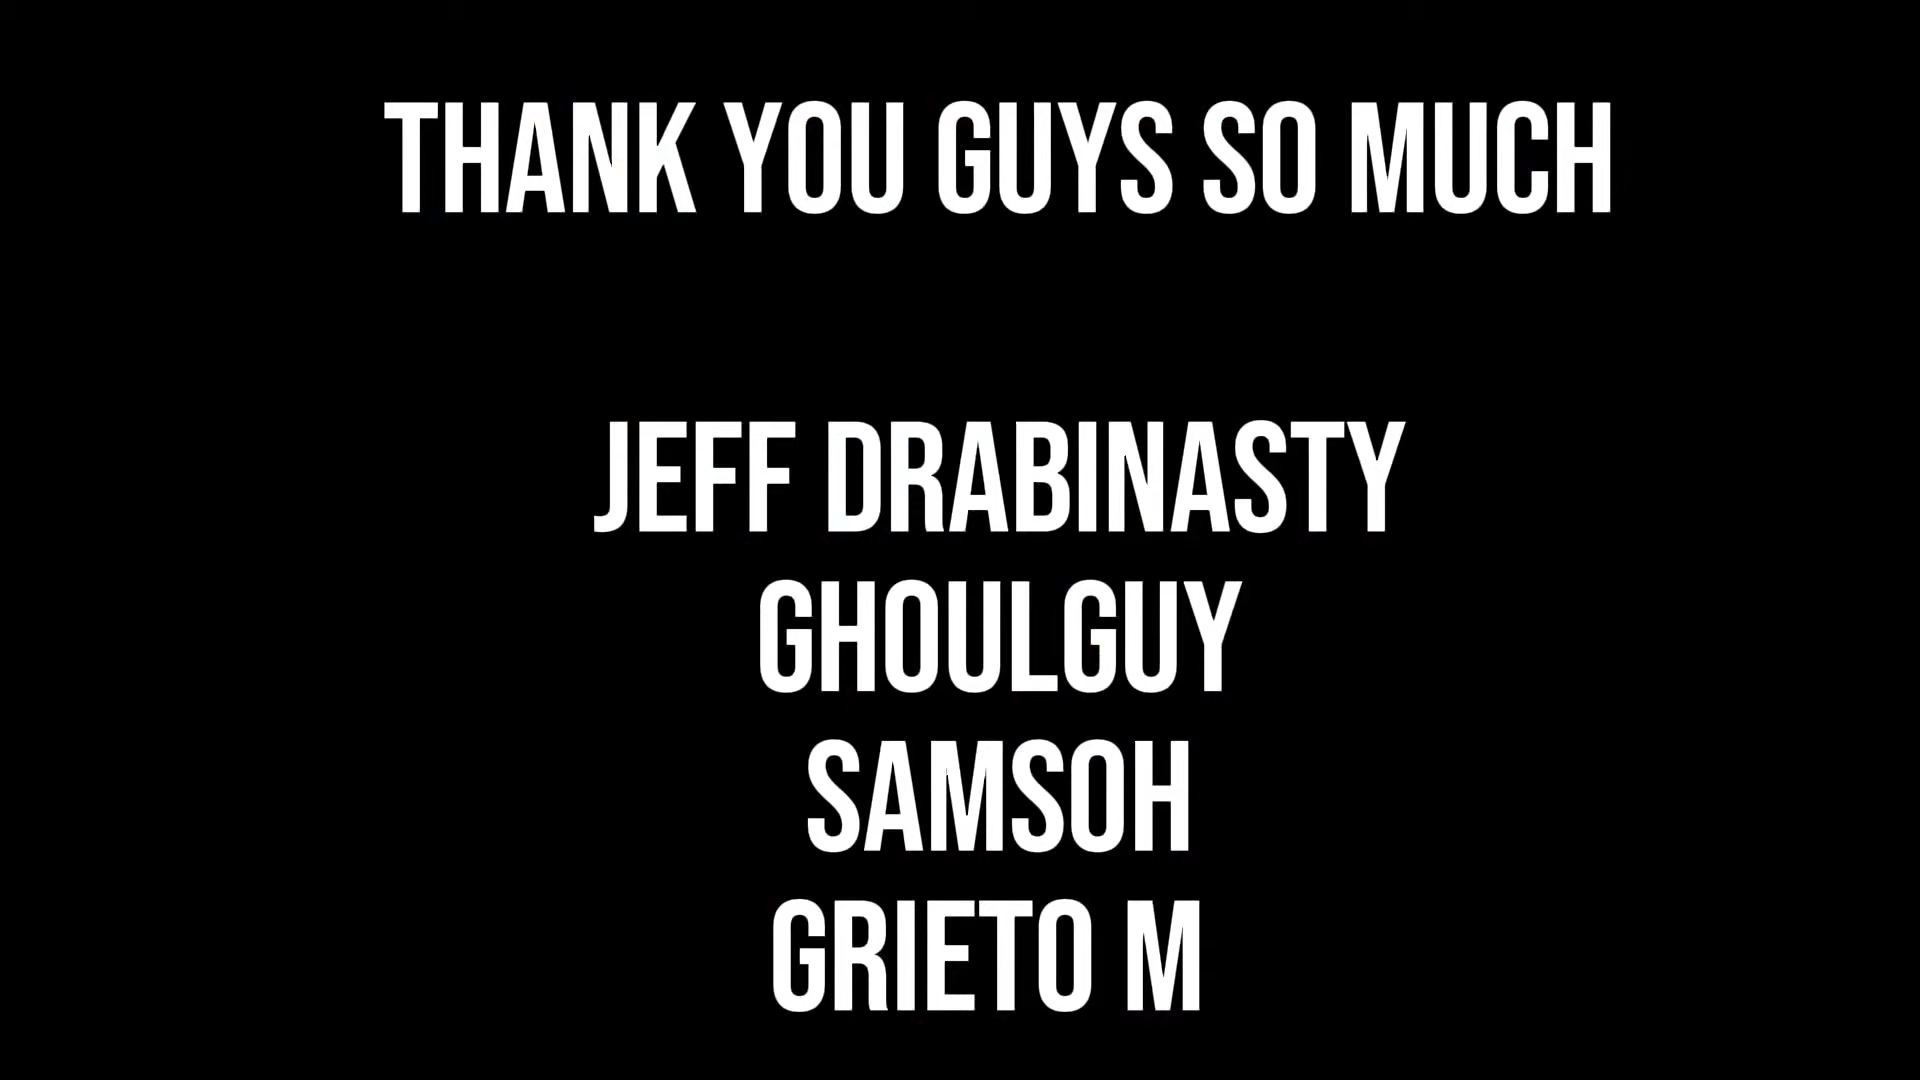 THANK YOU GUYS SO MUCH
JEFF DRABINASTY
GHOULGUY
SAMSOH
GRIETO M